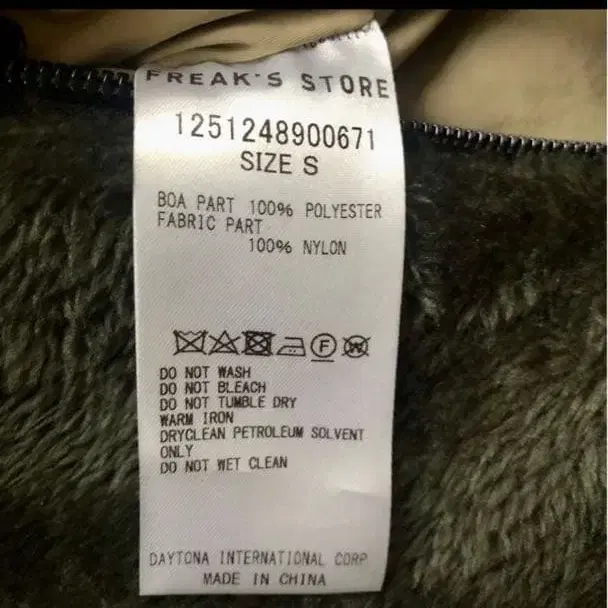 FREAK'S STORE
1251248900671
SIZE S
BOA PART 100% POLYESTER
FABRIC PART
100% NYLON
F
W
DO NOT WASH
DO NOT BLEACH
DO NOT TUMBLE DRY
WARM IRON
DRYCLEAN PETROLEUM SOLVENT
ONLY
DO NOT WET CLEAN
DAYTONA INTERNATIONAL CORP
MADE IN CHINA